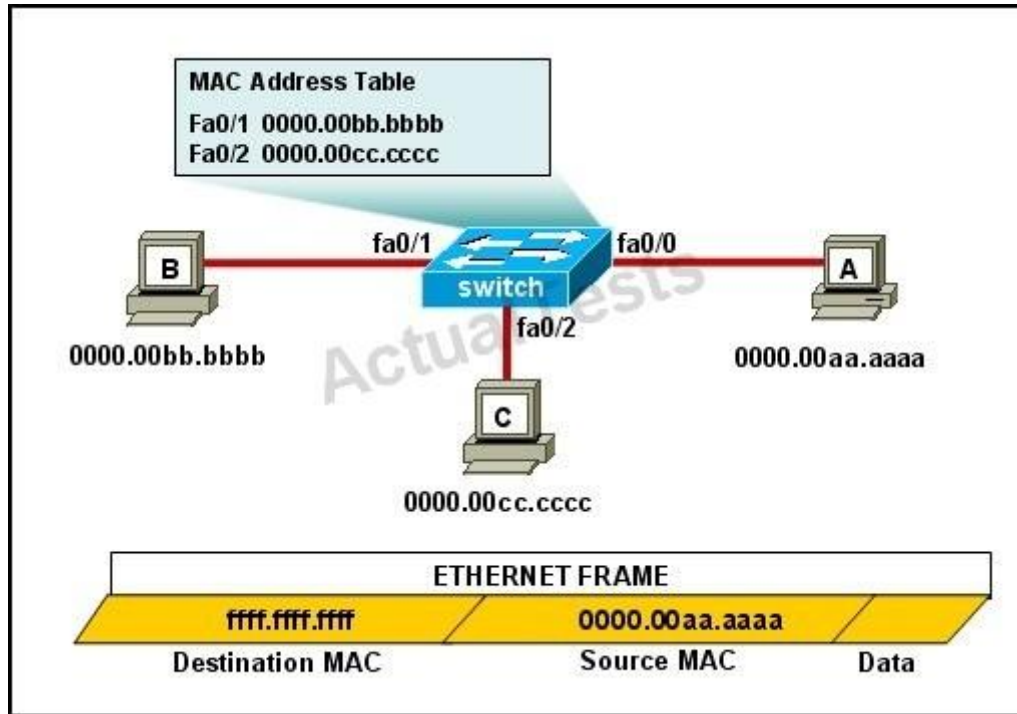 MAC Address Table
Fa0/1 0000.00bb.bbbb
Fa0/2 0000.00cc.cccc
fa0/1
fa0/0
B
A
switch
fa0/2
0000.00bb.bbbb
0000.00aa.aaaa
Actual Tests
C
0000.00cc.cccc
ETHERNET FRAME
ffff.ffff.ffff
0000.00aa.aaaa
Destination MAC
Source MAC
Data